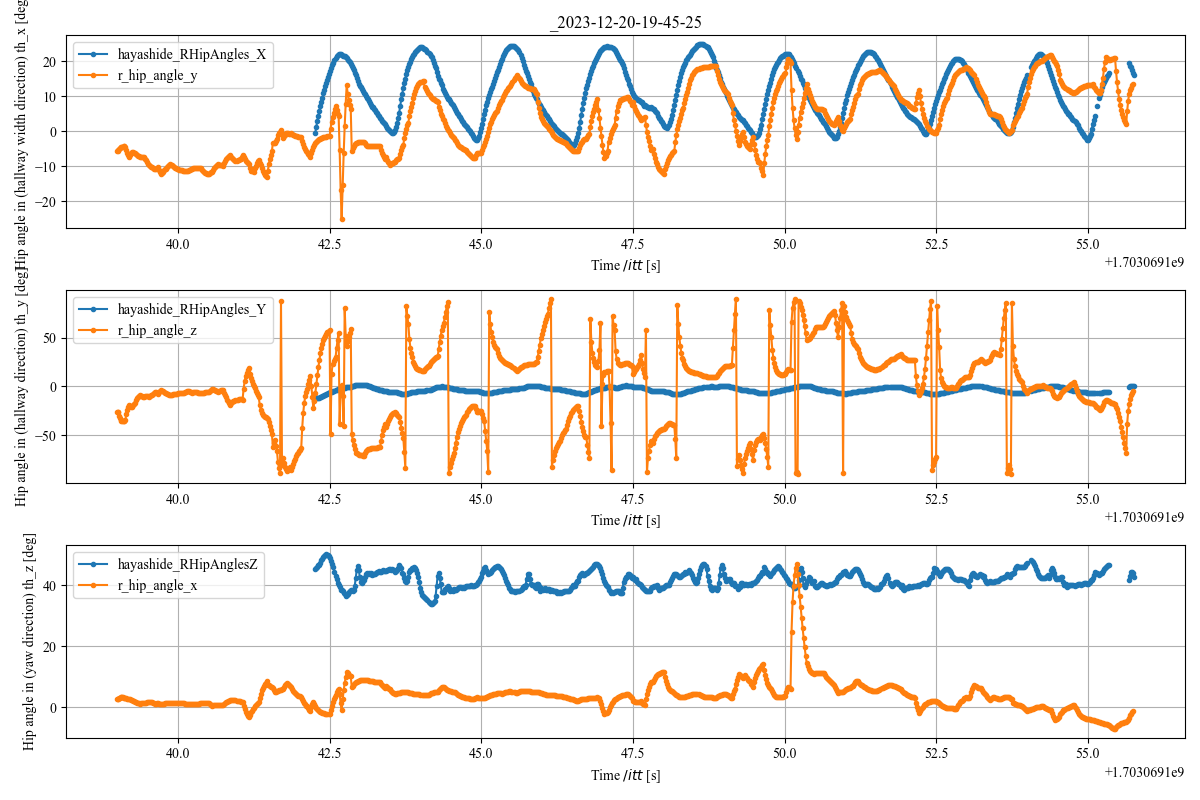 _2023-12-20-19-45-25
Hip angle in (hallway width direction) th_x [deg]
hayashide_RHipAngles_X
r_hip_angle_y
20
10
0
−10
−20
40.0 42.5 45.0 47.5 50.0 52.5 55.0
Time /itt [s]
+1.7030691e9
Hip angle in (hallway direction) th_y [deg]
hayashide_RHipAngles_Y
r_hip_angle_z
50
0
−50
40.0 42.5 45.0 47.5 50.0 52.5 55.0
Time /itt [s]
+1.7030691e9
Hip angle in (yaw direction) th_z [deg]
hayashide_RHipAnglesZ
r_hip_angle_x
40
20
0
40.0 42.5 45.0 47.5 50.0 52.5 55.0
Time /itt [s]
+1.7030691e9